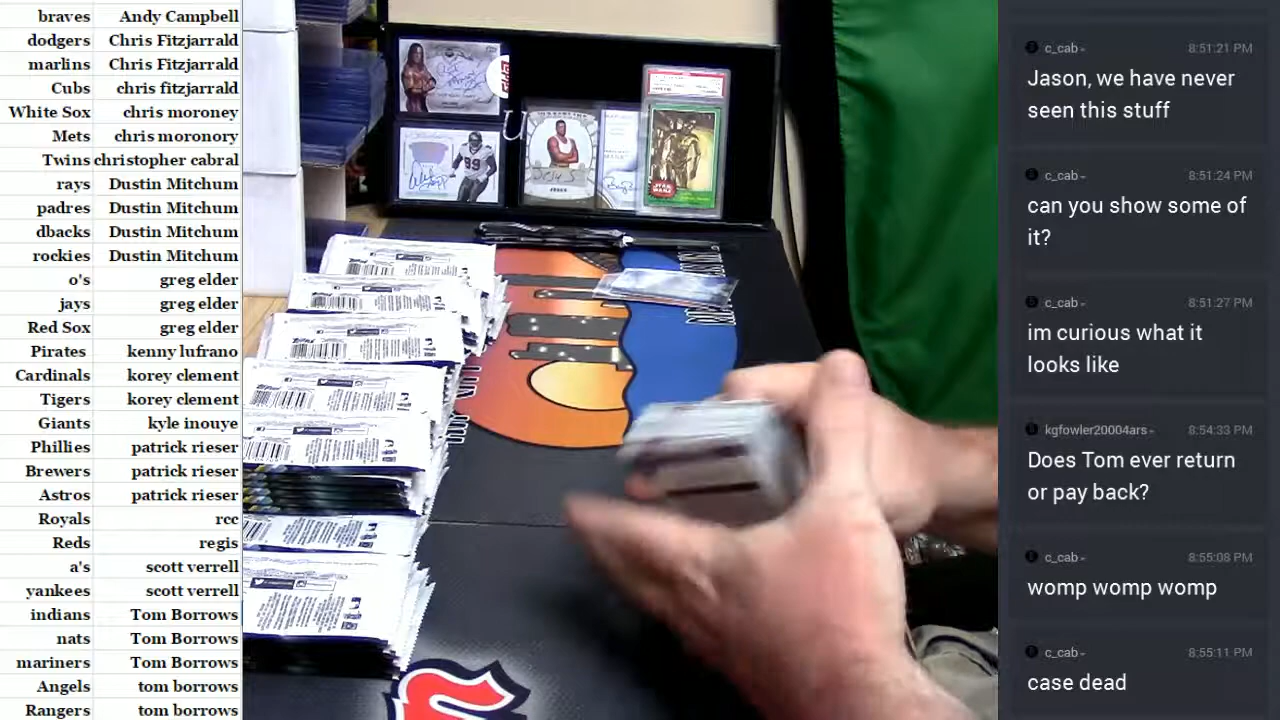 braves Andy Campbell
dodgers Chris Fitzjarrald
marlins Chris Fitzjarrald
Cubs chris fitzjarrald
White Sox chris moroney
Mets chris moronory
Twins christopher cabral
rays Dustin Mitchum
padres Dustin Mitchum
dbacks Dustin Mitchum
rockies Dustin Mitchum
o's greg elder
jays greg elder
Red Sox greg elder
Pirates kenny lufrano
Cardinals korey clement
Tigers korey clement
Giants kyle inouye
Phillies patrick rieser
Brewers patrick rieser
Astros patrick rieser
Royals rcc
Reds regis
a's scott verrell
yankees scott verrell
indians Tom Borrows
nats Tom Borrows
mariners Tom Borrows
Angels tom borrows
Rangers tom borrows
STAR
WARS
c_cab 8:51:21 PM
Jason, we have never
seen this stuff
c_cab 8:51:24 PM
can you show some of
it?
c_cab 8:51:27 PM
im curious what it
looks like
kgfowler20004ars 8:54:33 PM
Does Tom ever return
or pay back?
c_cab 8:55:08 PM
womp womp womp
c_cab 8:55:11 PM
case dead